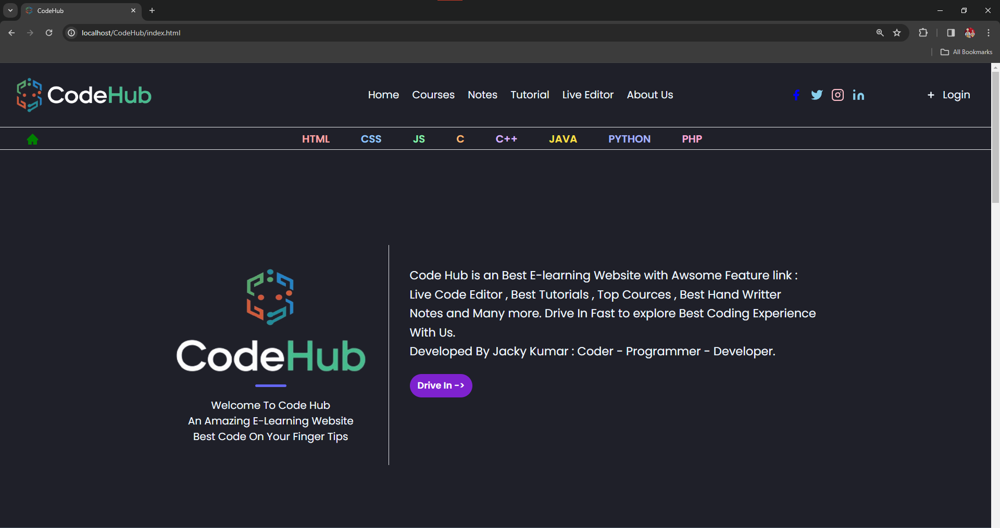 CodeHub
localhost/CodeHub/index.html
All Bookmarks
CodeHub
Home Courses Notes Tutorial Live Editor About Us
+ Login
HTML CSS JS C C++ JAVA PYTHON PHP
CodeHub
Welcome To Code Hub
An Amazing E-Learning Website
Best Code On Your Finger Tips
Code Hub is an Best E-learning Website with Awsome Feature link :
Live Code Editor , Best Tutorials , Top Cources , Best Hand Writter
Notes and Many more. Drive In Fast to explore Best Coding Experience
With Us.
Developed By Jacky Kumar : Coder - Programmer - Developer.
Drive In ->